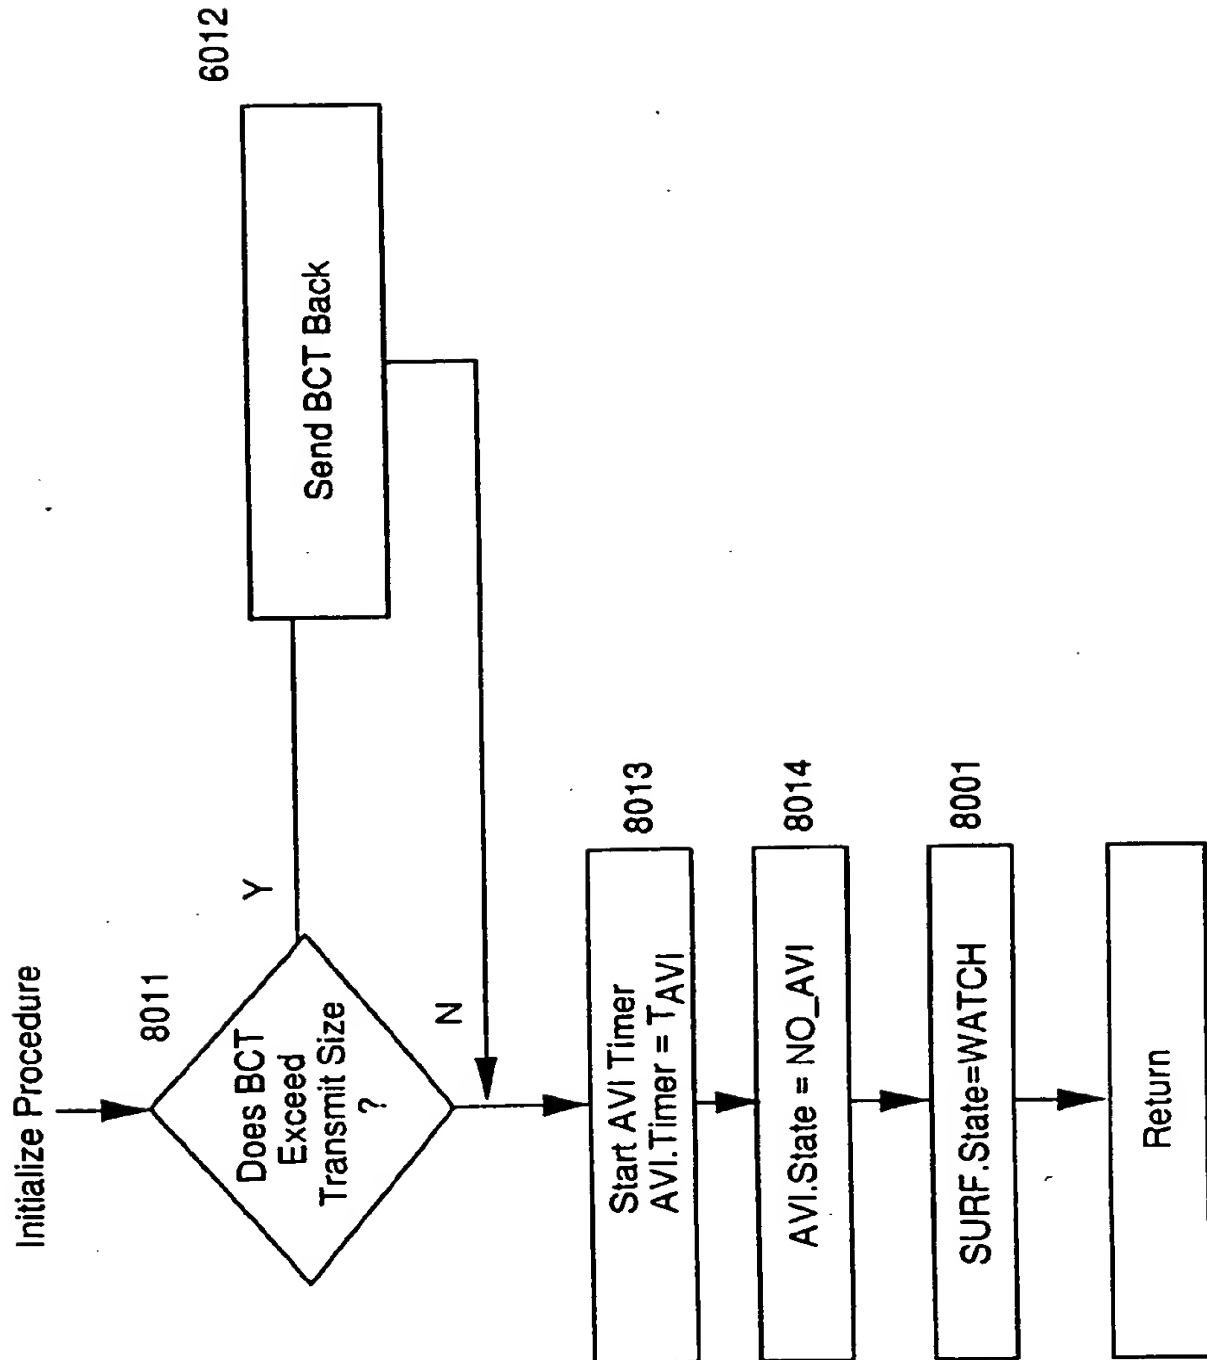 Initialize Procedure
8011
Does BCT
Exceed
Transmit Size
?
Y
N
6012
Send BCT Back
8013
Start AVI Timer
AVI.Timer = TAVI
8014
AVI.State = NO_AVI
8001
SURF.State=WATCH
Return